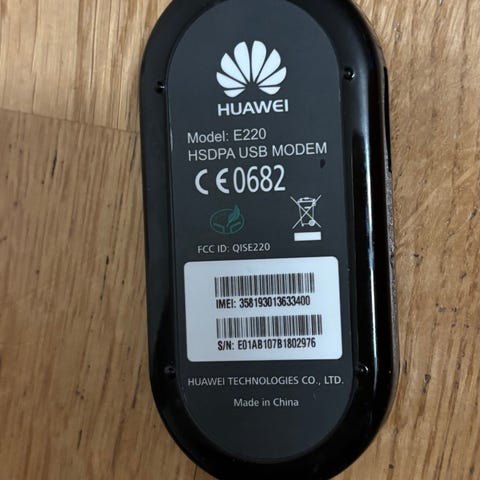 HUAWEI
Model: E220
HSDPA USB MODEM
CE0682
FCC ID: QISE220
IMEI: 358193013633400
S/N: E01AB107B1802976
HUAWEI TECHNOLOGIES CO., LTD.
Made in China